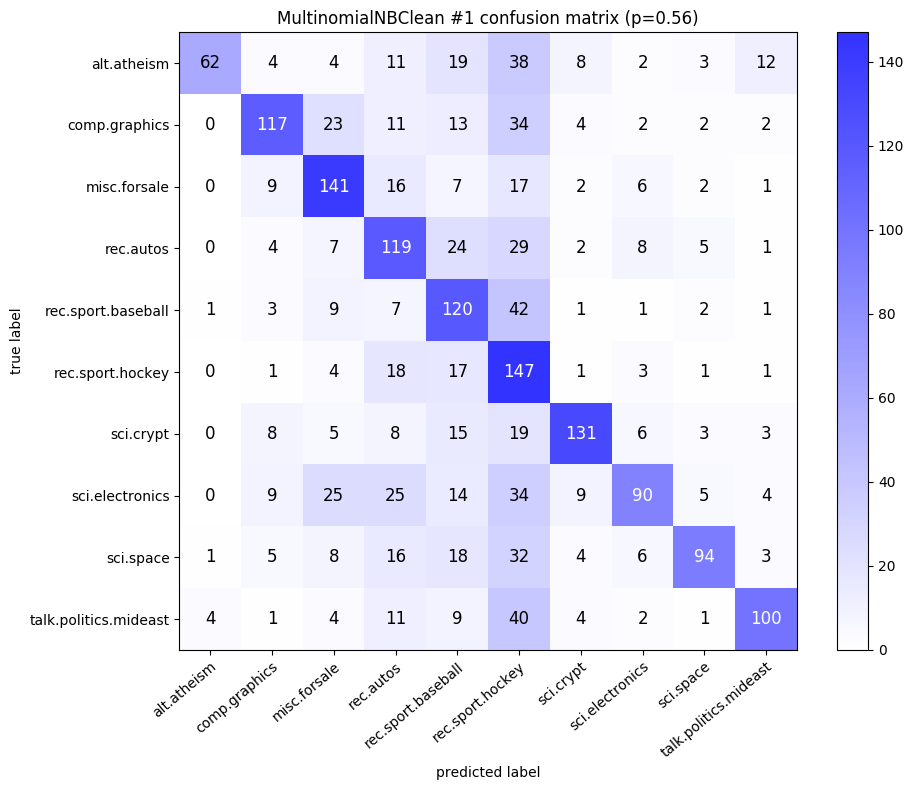 MultinomialNBClean #1 confusion matrix (p=0.56)
alt.atheism 62 4 4 11 19 38 8 2 3 12
comp.graphics 0 117 23 11 13 34 4 2 2 2
misc.forsale 0 9 141 16 7 17 2 6 2 1
rec.autos 0 4 7 119 24 29 2 8 5 1
rec.sport.baseball 1 3 9 7 120 42 1 1 2 1
rec.sport.hockey 0 1 4 18 17 147 1 3 1 1
sci.crypt 0 8 5 8 15 19 131 6 3 3
sci.electronics 0 9 25 25 14 34 9 90 5 4
sci.space 1 5 8 16 18 32 4 6 94 3
talk.politics.mideast 4 1 4 11 9 40 4 2 1 100
true label
alt.atheism
comp.graphics
misc.forsale
rec.autos
rec.sport.baseball
rec.sport.hockey
sci.crypt
sci.electronics
sci.space
talk.politics.mideast
predicted label
140
120
100
80
60
40
20
0